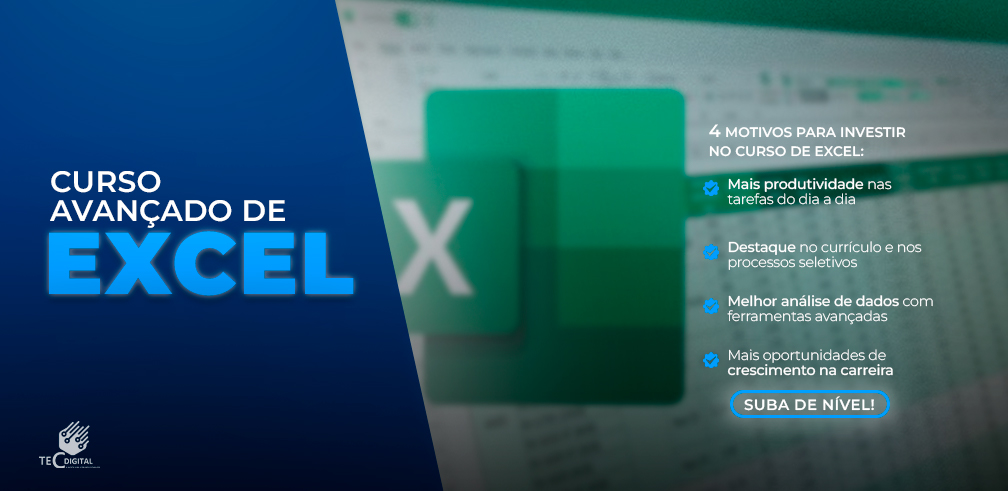 CURSO
AVANÇADO DE
EXCEL
4 MOTIVOS PARA INVESTIR
NO CURSO DE EXCEL:
Mais produtividade nas
tarefas do dia a dia
Destaque no currículo e nos
processos seletivos
Melhor análise de dados com
ferramentas avançadas
Mais oportunidades de
crescimento na carreira
SUBA DE NÍVEL!
X
TEC DIGITAL